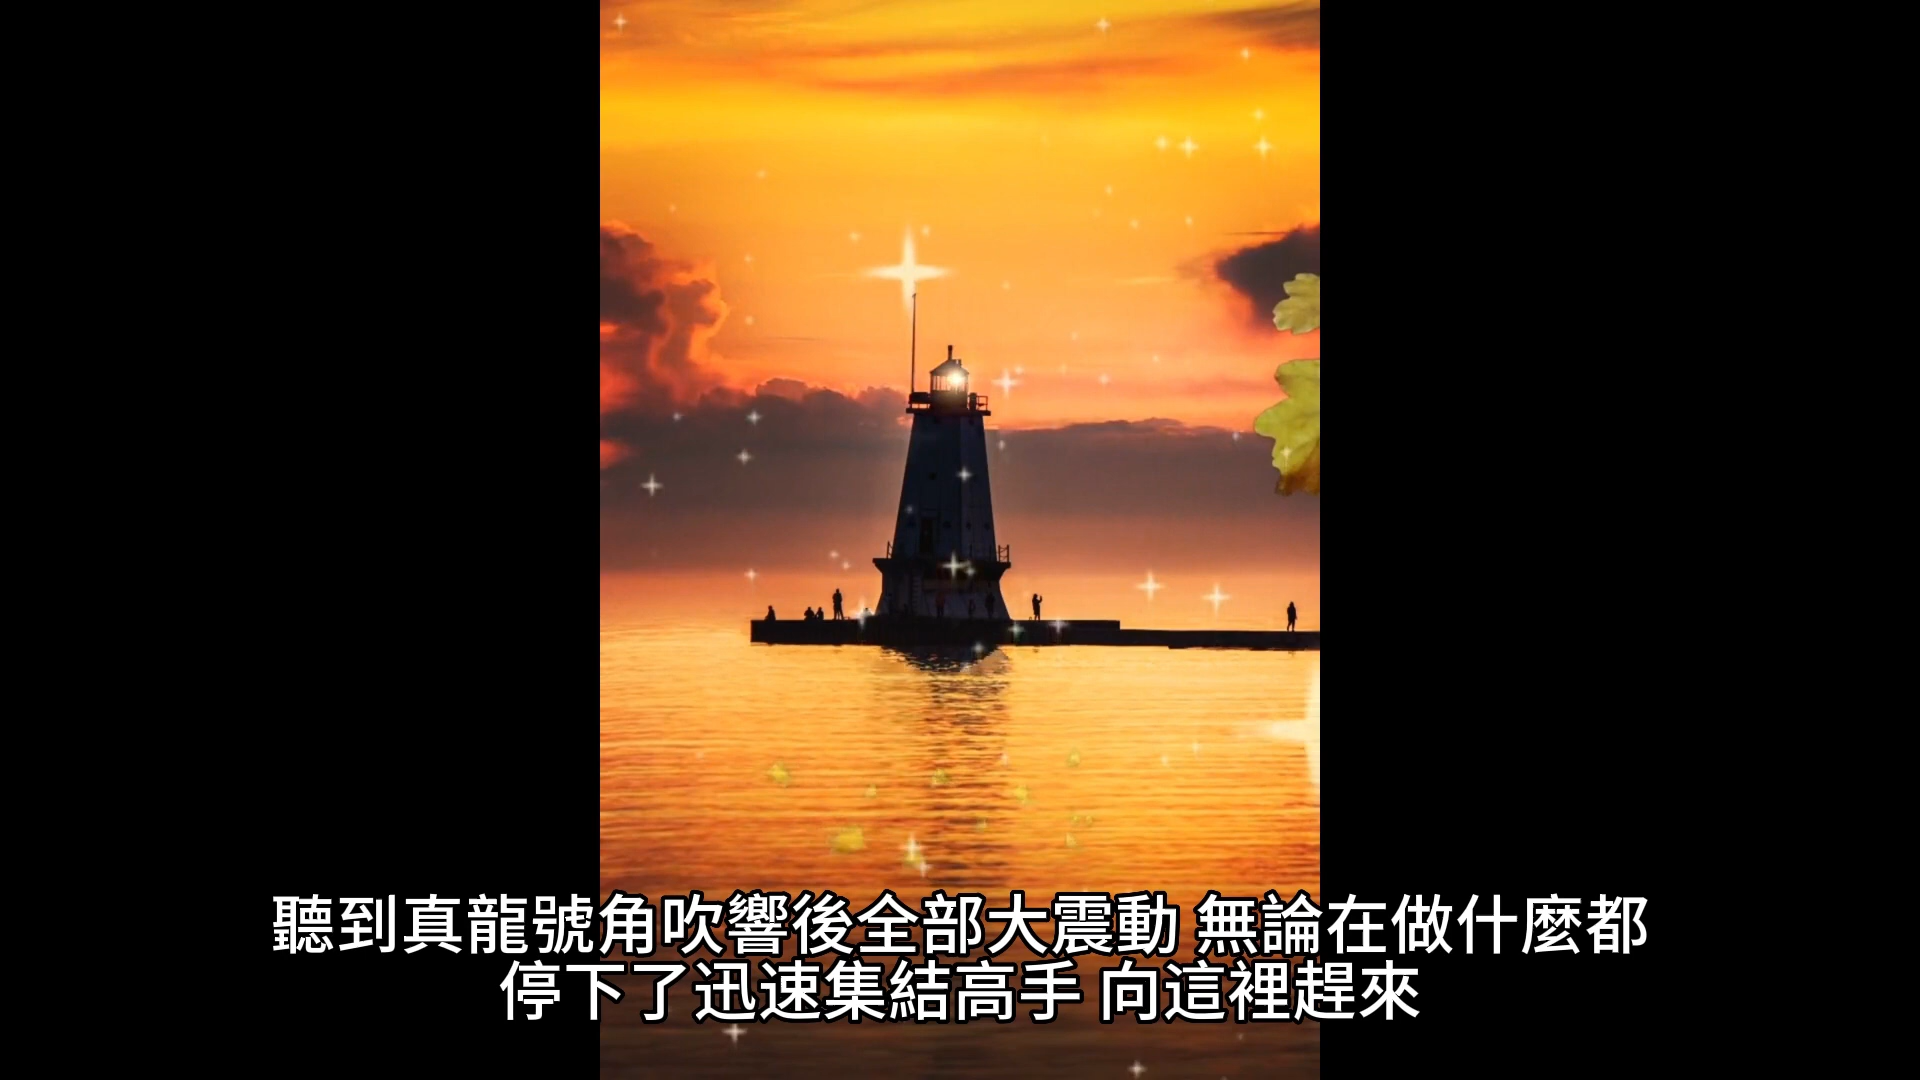 聽到真龍號角吹響後全部大震動 無論在做什麼都
停下了迅速集結高手 向這裡趕來